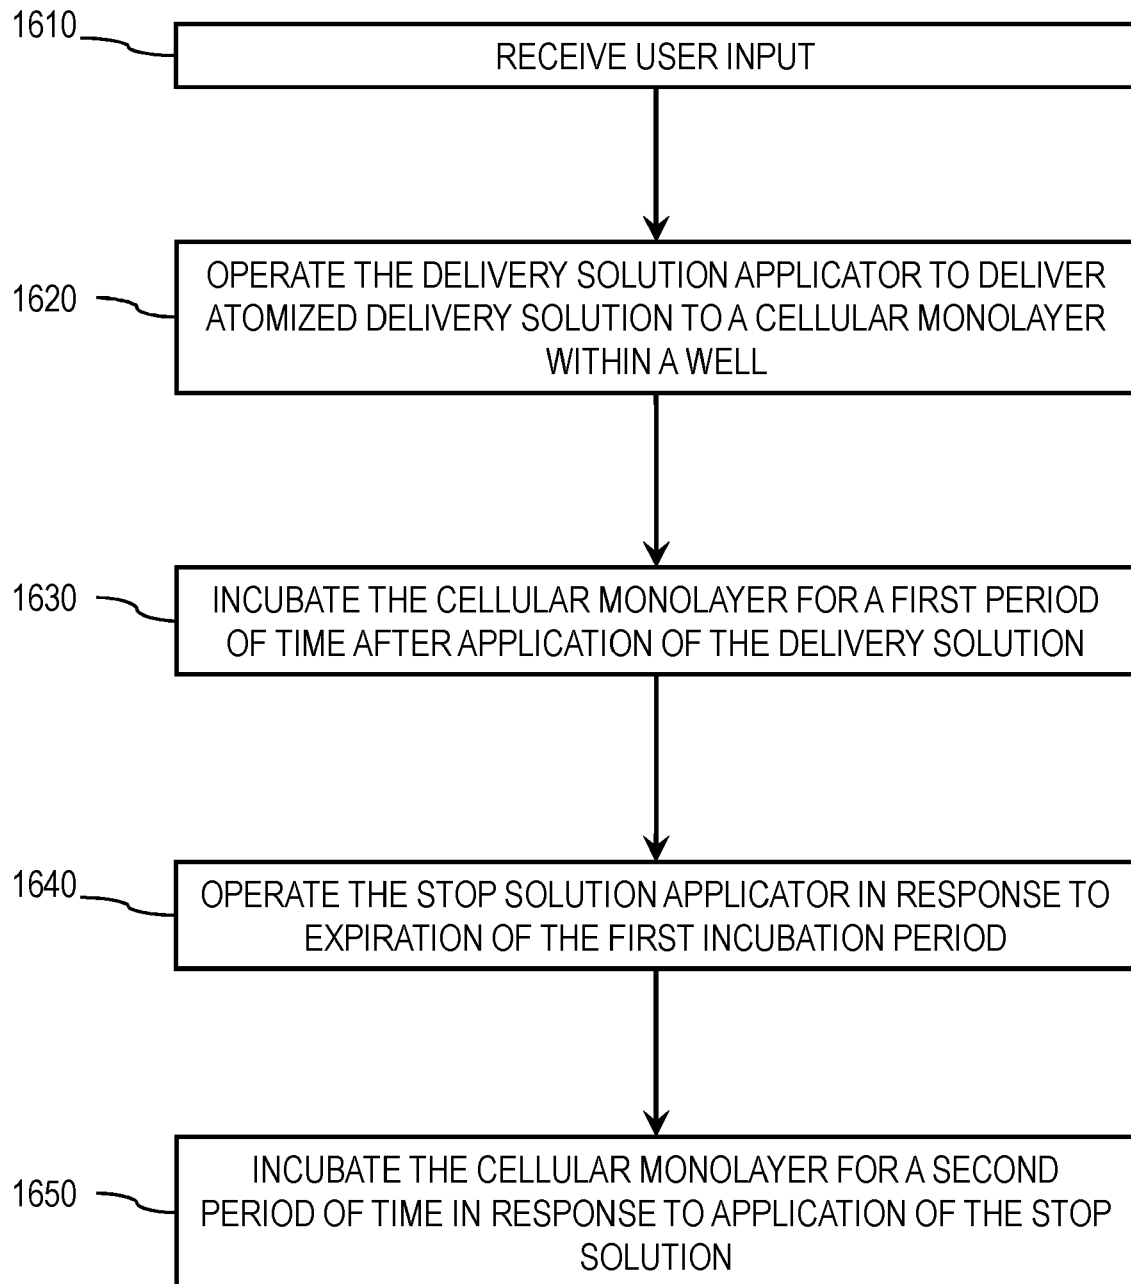 1610
RECEIVE USER INPUT
1620
OPERATE THE DELIVERY SOLUTION APPLICATOR TO DELIVER
ATOMIZED DELIVERY SOLUTION TO A CELLULAR MONOLAYER
WITHIN A WELL
1630
INCUBATE THE CELLULAR MONOLAYER FOR A FIRST PERIOD
OF TIME AFTER APPLICATION OF THE DELIVERY SOLUTION
1640
OPERATE THE STOP SOLUTION APPLICATOR IN RESPONSE TO
EXPIRATION OF THE FIRST INCUBATION PERIOD
1650
INCUBATE THE CELLULAR MONOLAYER FOR A SECOND
PERIOD OF TIME IN RESPONSE TO APPLICATION OF THE STOP
SOLUTION